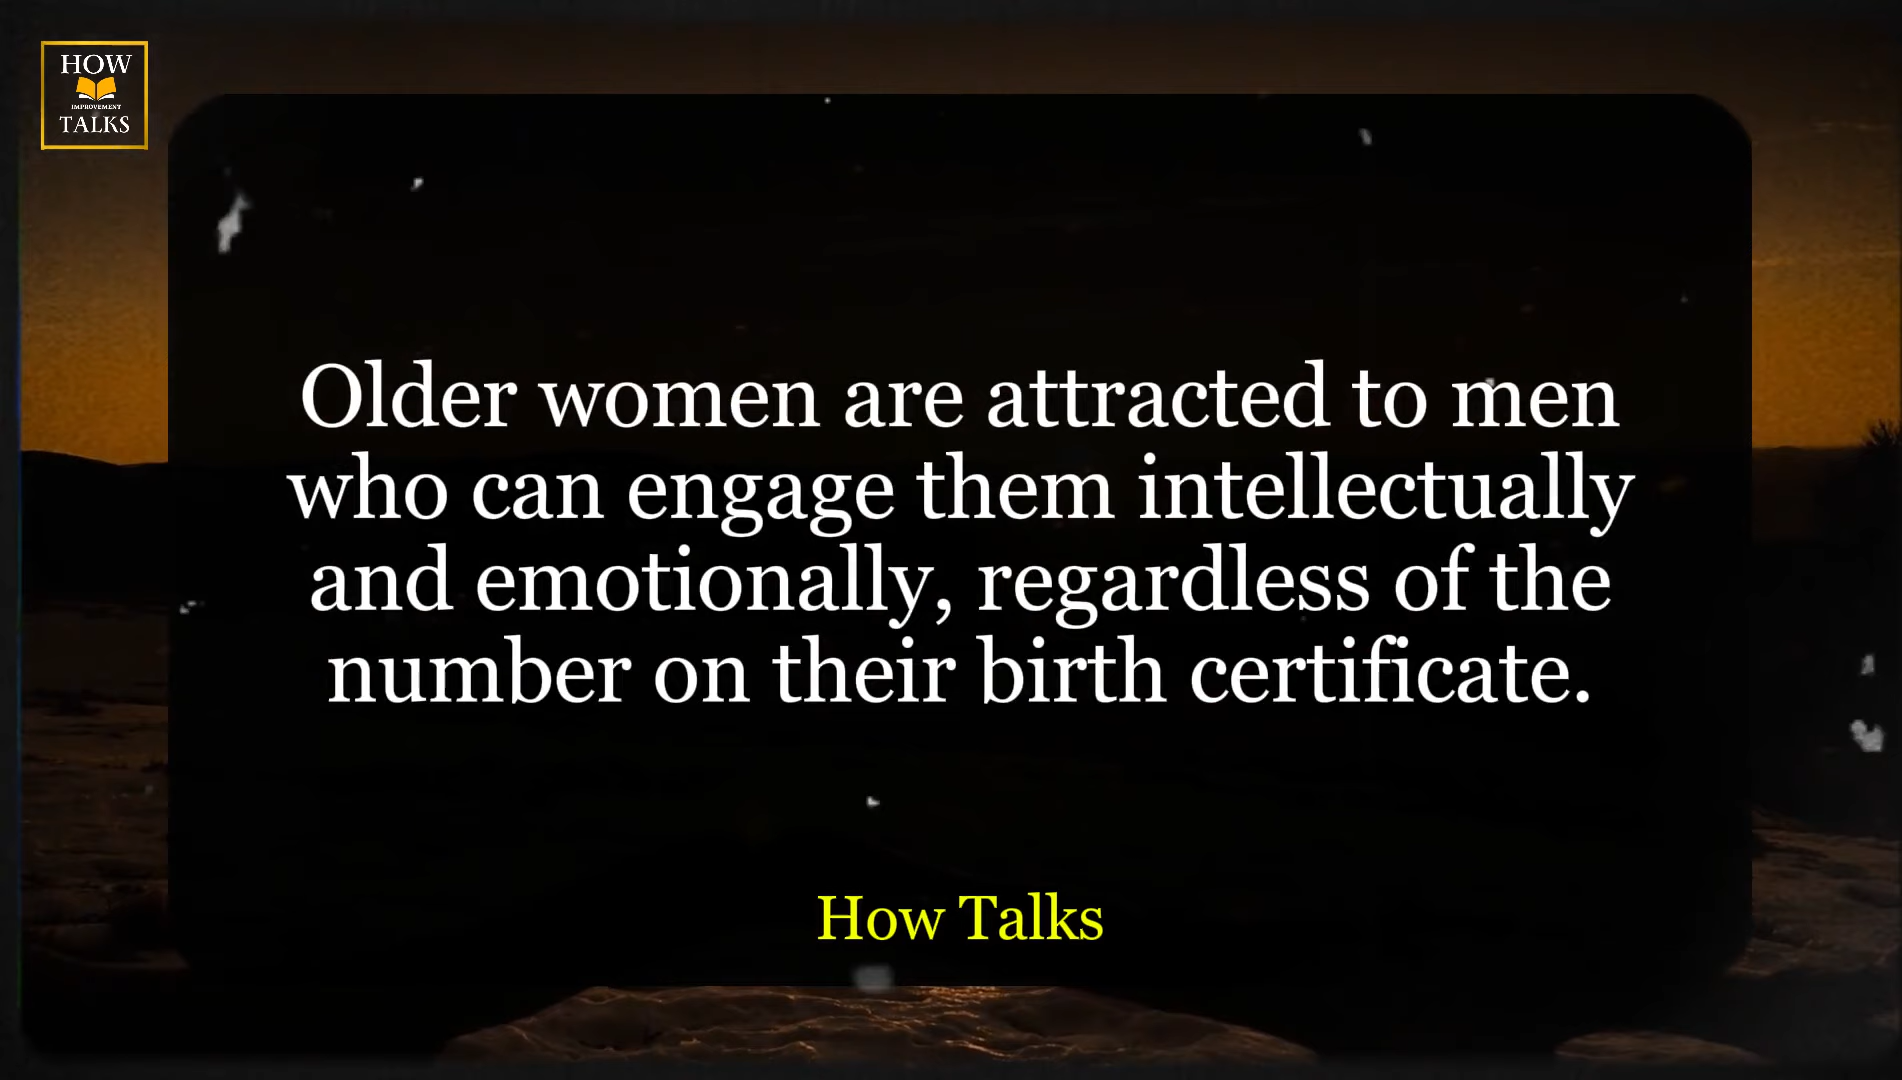 HOW
IMPROVEMENT
TALKS
Older women are attracted to men
who can engage them intellectually
and emotionally, regardless of the
number on their birth certificate.
How Talks